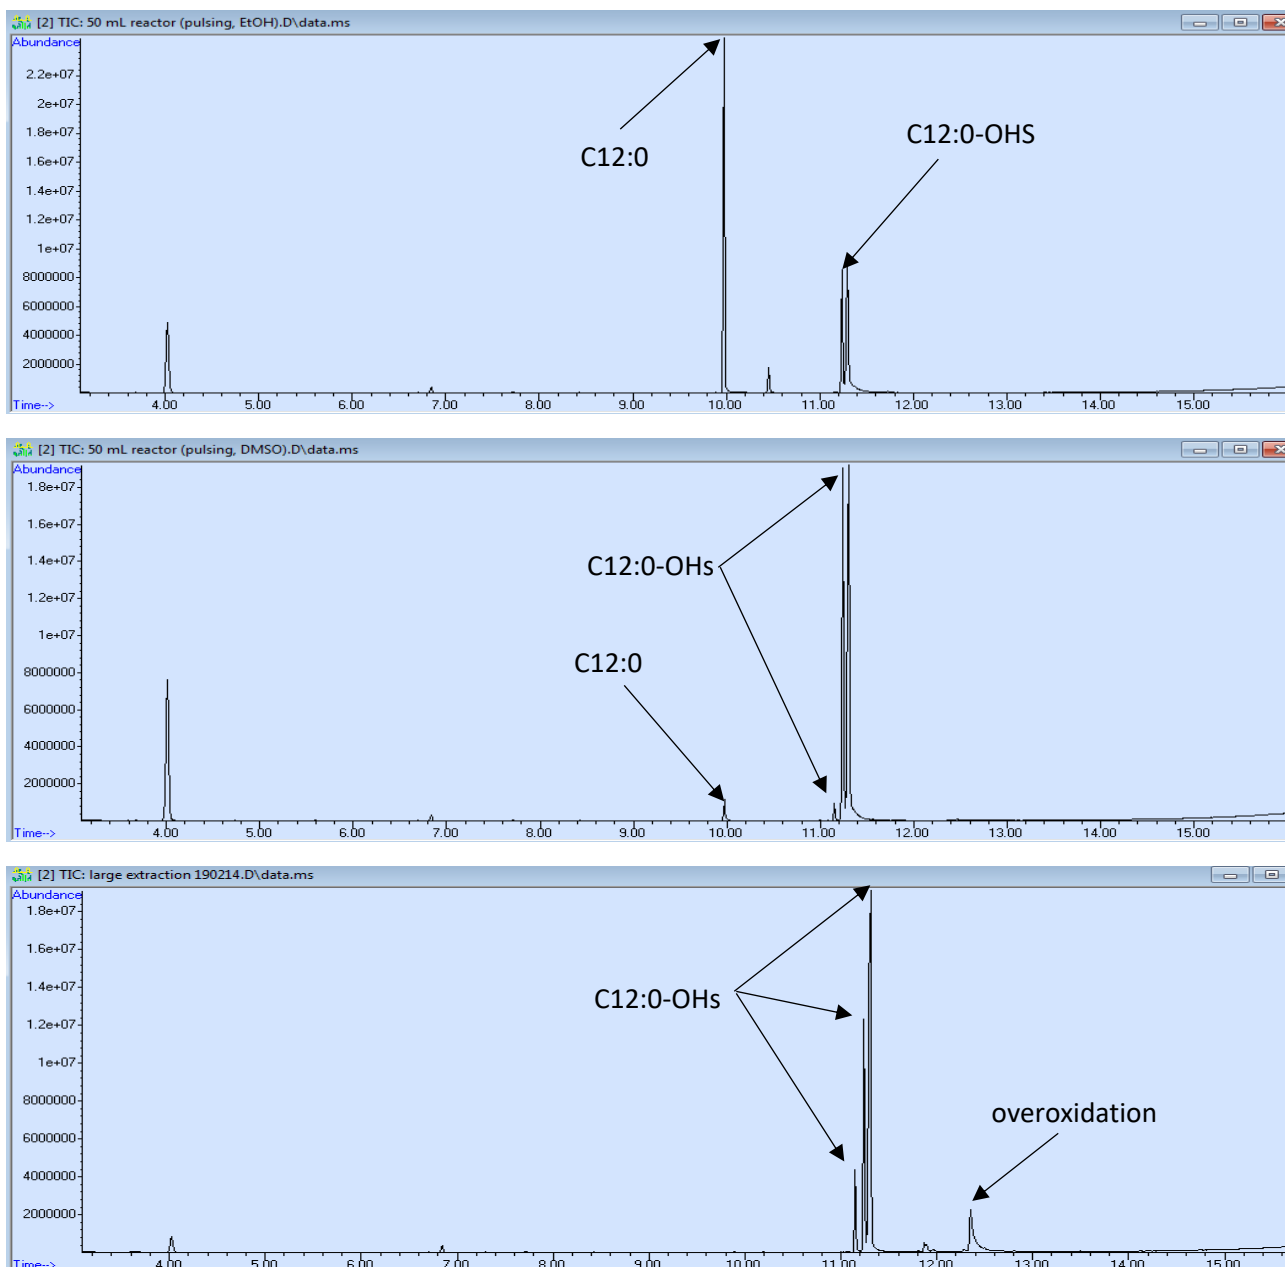 [2] TIC: 50 mL reactor (pulsing, EtOH).D\data.ms
Abundance
2.2e+07
2e+07
1.8e+07
1.6e+07
1.4e+07
1.2e+07
1e+07
8000000
6000000
4000000
2000000
Time-->
4.00 5.00 6.00 7.00 8.00 9.00 10.00 11.00 12.00 13.00 14.00 15.00
C12:0
C12:0-OHS
[2] TIC: 50 mL reactor (pulsing, DMSO).D\data.ms
Abundance
1.8e+07
1.6e+07
1.4e+07
1.2e+07
1e+07
8000000
6000000
4000000
2000000
Time-->
4.00 5.00 6.00 7.00 8.00 9.00 10.00 11.00 12.00 13.00 14.00 15.00
C12:0-OHs
C12:0
[2] TIC: large extraction 190214.D\data.ms
Abundance
1.8e+07
1.6e+07
1.4e+07
1.2e+07
1e+07
8000000
6000000
4000000
2000000
Time-->
4.00 5.00 6.00 7.00 8.00 9.00 10.00 11.00 12.00 13.00 14.00 15.00
C12:0-OHs
overoxidation